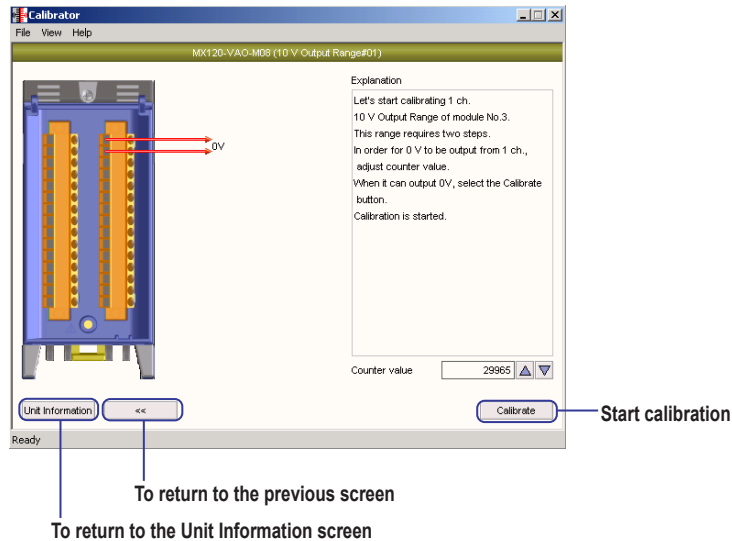 Calibrator
File View Help
MX120-VAO-M08 (10 V Output Range#01)
0V
Explanation
Let's start calibrating 1 ch.
10 V Output Range of module No.3.
This range requires two steps.
In order for 0 V to be output from 1 ch.,
adjust counter value.
When it can output 0V, select the Calibrate
button.
Calibration is started.
Counter value 29965
Unit Information << Calibrate
Start calibration
Ready
To return to the previous screen
To return to the Unit Information screen